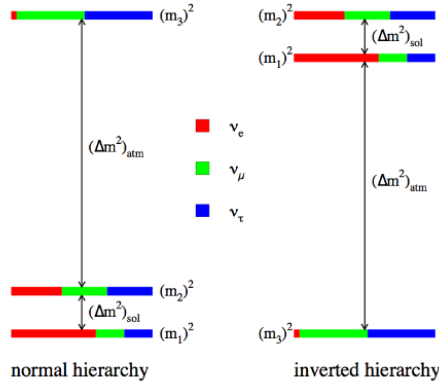 (m₃)²
(Δm²)atm
(m₂)²
(Δm²)sol
(m₁)²
normal hierarchy
νe
νμ
ντ
(m₂)²
(Δm²)sol
(m₁)²
(Δm²)atm
(m₃)²
inverted hierarchy